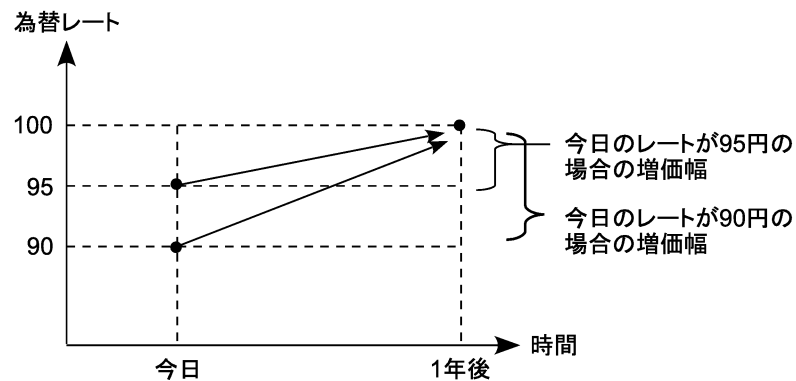 為替レート
100
今日のレートが95円の
場合の増価幅
95
今日のレートが90円の
場合の増価幅
90
時間
今日
1年後